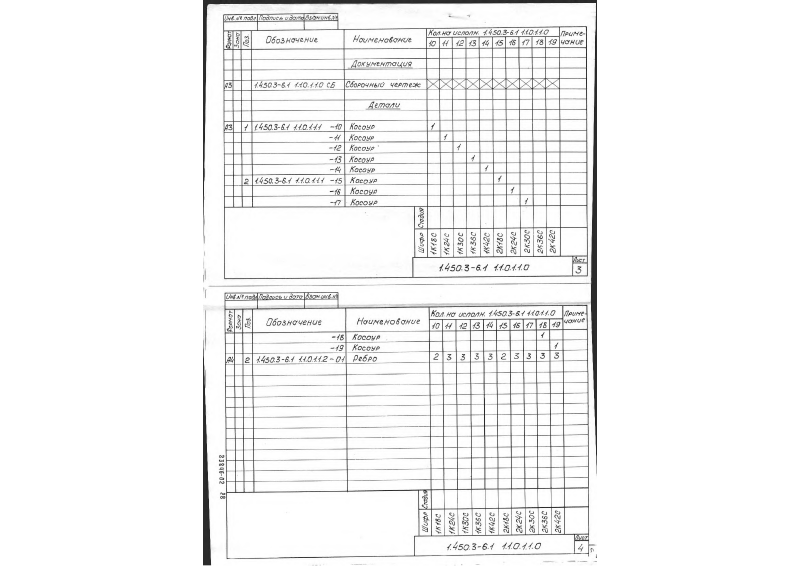 Инв.№ подл. Подпись и дата Взам.инв.№
Формат Зона Поз. Обозначение Наименование Кол. на исполн. 1.450.3-6.1 1.1.0.1.1.0 Приме-чание
10 11 12 13 14 15 16 17 18 19
Документация
А3 1.450.3-6.1 1.1.0.1.1.0 СБ Сборочный чертеж
Детали
А3 1 1.450.3-6.1 1.1.0.1.1.1 -10 Косоур 1
-11 Косоур 1
-12 Косоур 1
-13 Косоур 1
-14 Косоур 1
2 1.450.3-6.1 1.1.0.1.1.1 -15 Косоур 1
-16 Косоур 1
-17 Косоур 1
Шифр Стадия 1К18С 1К24С 1К30С 1К36С 1К42С 2К18С 2К24С 2К30С 2К36С 2К42С
1.450.3-6.1 1.1.0.1.1.0 Лист 3
Инв.№ подл. Подпись и дата Взам.инв.№
Формат Зона Поз. Обозначение Наименование Кол. на исполн. 1.450.3-6.1 1.1.0.1.1.0 Приме-чание
10 11 12 13 14 15 16 17 18 19
-18 Косоур 1
-19 Косоур 1
А4 2 1.450.3-6.1 1.1.0.1.1.2 -01 Ребро 2 3 3 3 3 2 3 3 3 3
28
Шифр Стадия 1К18С 1К24С 1К30С 1К36С 1К42С 2К18С 2К24С 2К30С 2К36С 2К42С
1.450.3-6.1 1.1.0.1.1.0 Лист 4